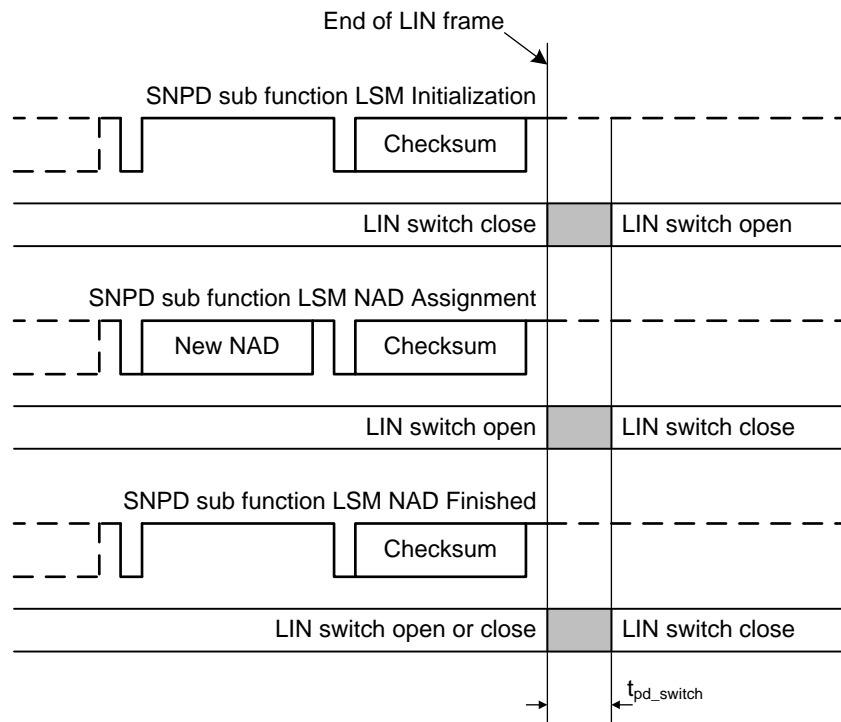 End of LIN frame
SNPD sub function LSM Initialization
Checksum
LIN switch close
LIN switch open
SNPD sub function LSM NAD Assignment
New NAD
Checksum
LIN switch open
LIN switch close
SNPD sub function LSM NAD Finished
Checksum
LIN switch open or close
LIN switch close
tpd_switch